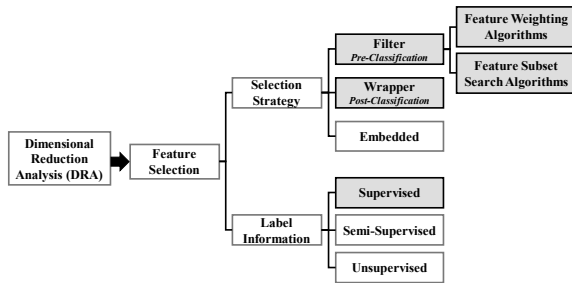 Dimensional
Reduction
Analysis (DRA)
Feature
Selection
Selection
Strategy
Filter
Pre-Classification
Feature Weighting
Algorithms
Feature Subset
Search Algorithms
Wrapper
Post-Classification
Embedded
Label
Information
Supervised
Semi-Supervised
Unsupervised